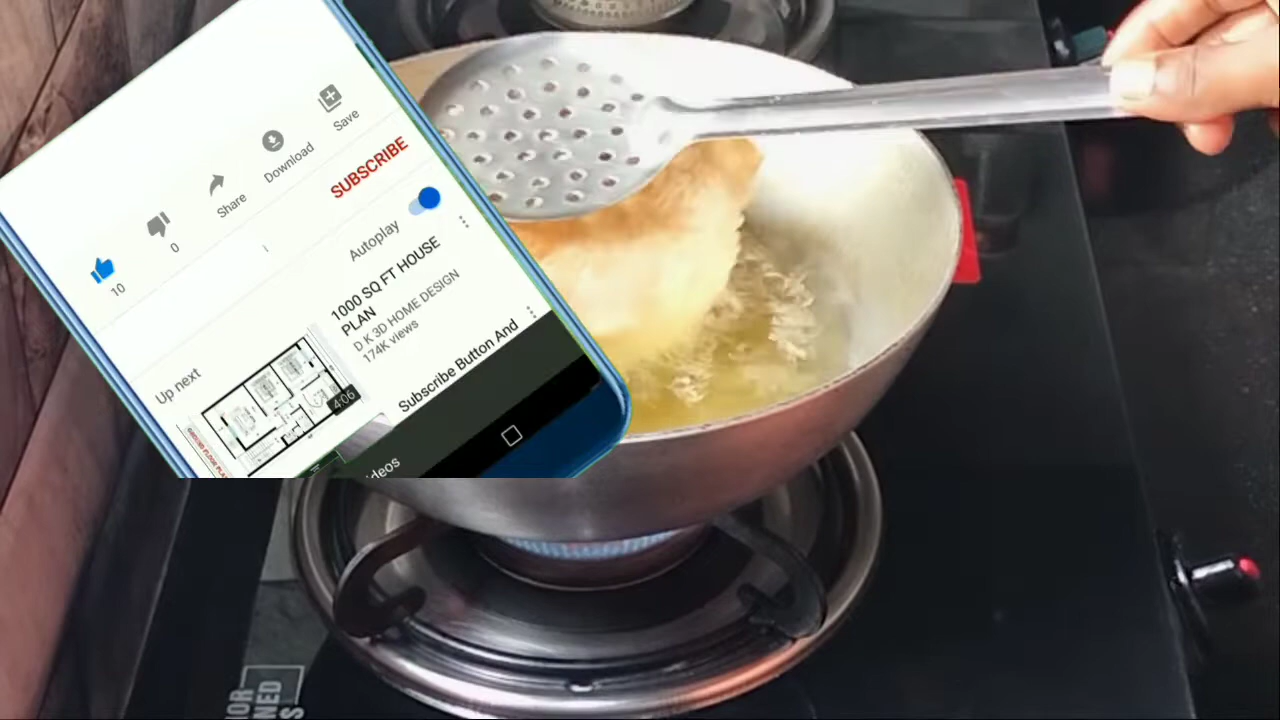 Save
Download
Share
0
10
SUBSCRIBE
Autoplay
1000 SQ FT HOUSE
PLAN
D K 3D HOME DESIGN
174K views
Up next
4:06
Subscribe Button And